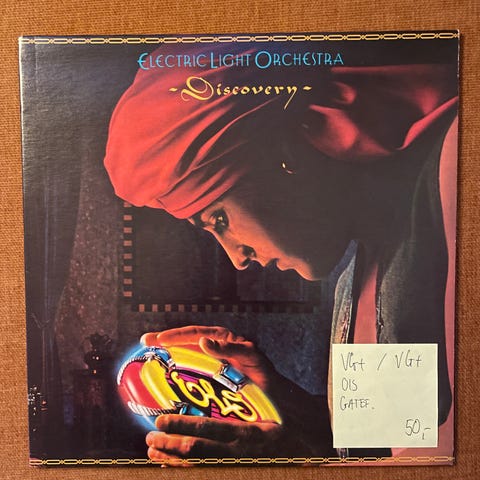 ELECTRIC LIGHT ORCHESTRA
- Discovery -
ELO
VG+ / VG+
OIS
GATEF.
50,-